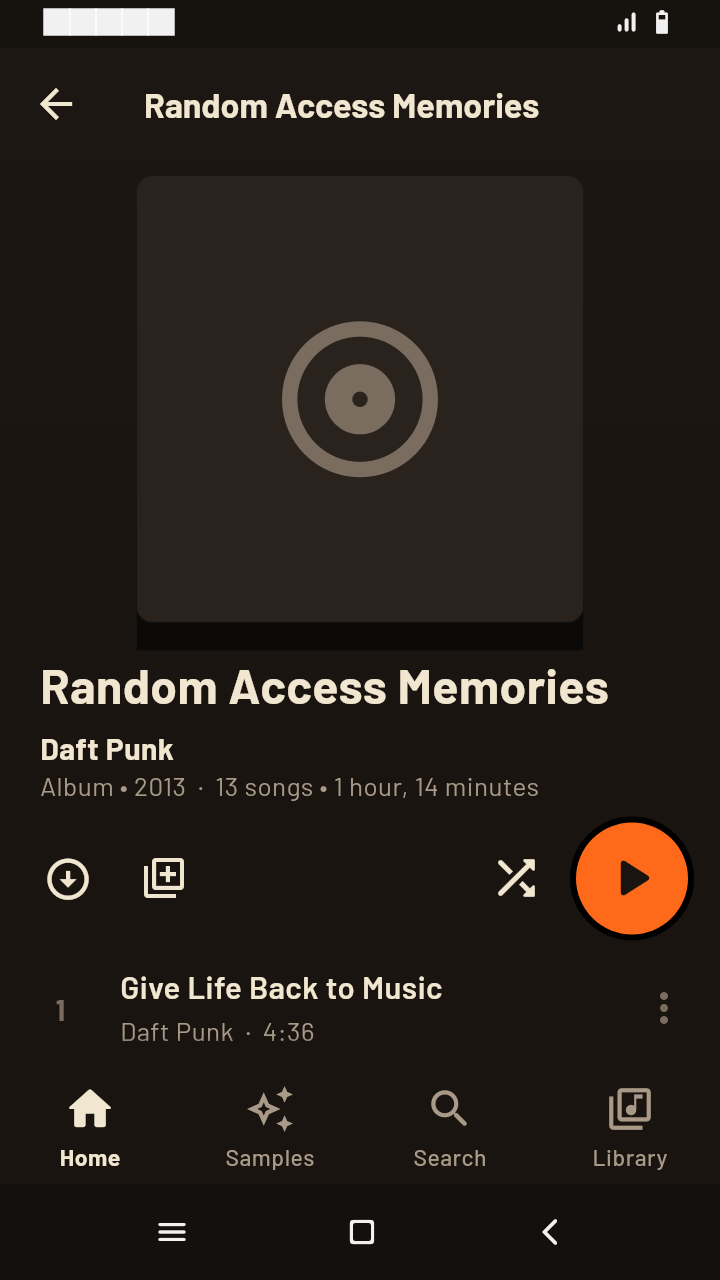 Random Access Memories
Random Access Memories
Daft Punk
Album • 2013 · 13 songs • 1 hour, 14 minutes
1
Give Life Back to Music
Daft Punk · 4:36
Home
Samples
Search
Library